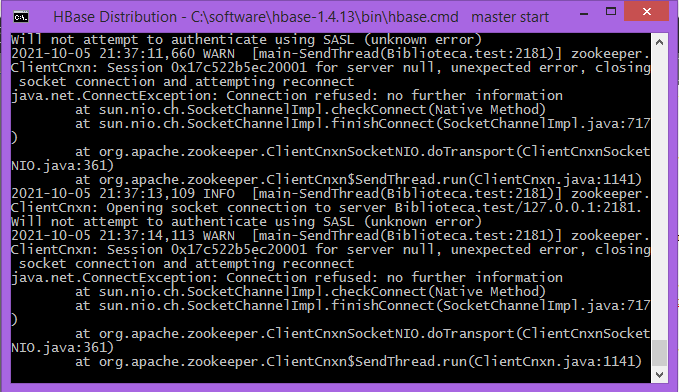 HBase Distribution - C:\software\hbase-1.4.13\bin\hbase.cmd   master start
Will not attempt to authenticate using SASL (unknown error)
2021-10-05 21:37:11,660 WARN  [main-SendThread(Biblioteca.test:2181)] zookeeper.
ClientCnxn: Session 0x17c522b5ec20001 for server null, unexpected error, closing
 socket connection and attempting reconnect
java.net.ConnectException: Connection refused: no further information
        at sun.nio.ch.SocketChannelImpl.checkConnect(Native Method)
        at sun.nio.ch.SocketChannelImpl.finishConnect(SocketChannelImpl.java:717
)
        at org.apache.zookeeper.ClientCnxnSocketNIO.doTransport(ClientCnxnSocket
NIO.java:361)
        at org.apache.zookeeper.ClientCnxn$SendThread.run(ClientCnxn.java:1141)
2021-10-05 21:37:13,109 INFO  [main-SendThread(Biblioteca.test:2181)] zookeeper.
ClientCnxn: Opening socket connection to server Biblioteca.test/127.0.0.1:2181.
Will not attempt to authenticate using SASL (unknown error)
2021-10-05 21:37:14,113 WARN  [main-SendThread(Biblioteca.test:2181)] zookeeper.
ClientCnxn: Session 0x17c522b5ec20001 for server null, unexpected error, closing
 socket connection and attempting reconnect
java.net.ConnectException: Connection refused: no further information
        at sun.nio.ch.SocketChannelImpl.checkConnect(Native Method)
        at sun.nio.ch.SocketChannelImpl.finishConnect(SocketChannelImpl.java:717
)
        at org.apache.zookeeper.ClientCnxnSocketNIO.doTransport(ClientCnxnSocket
NIO.java:361)
        at org.apache.zookeeper.ClientCnxn$SendThread.run(ClientCnxn.java:1141)